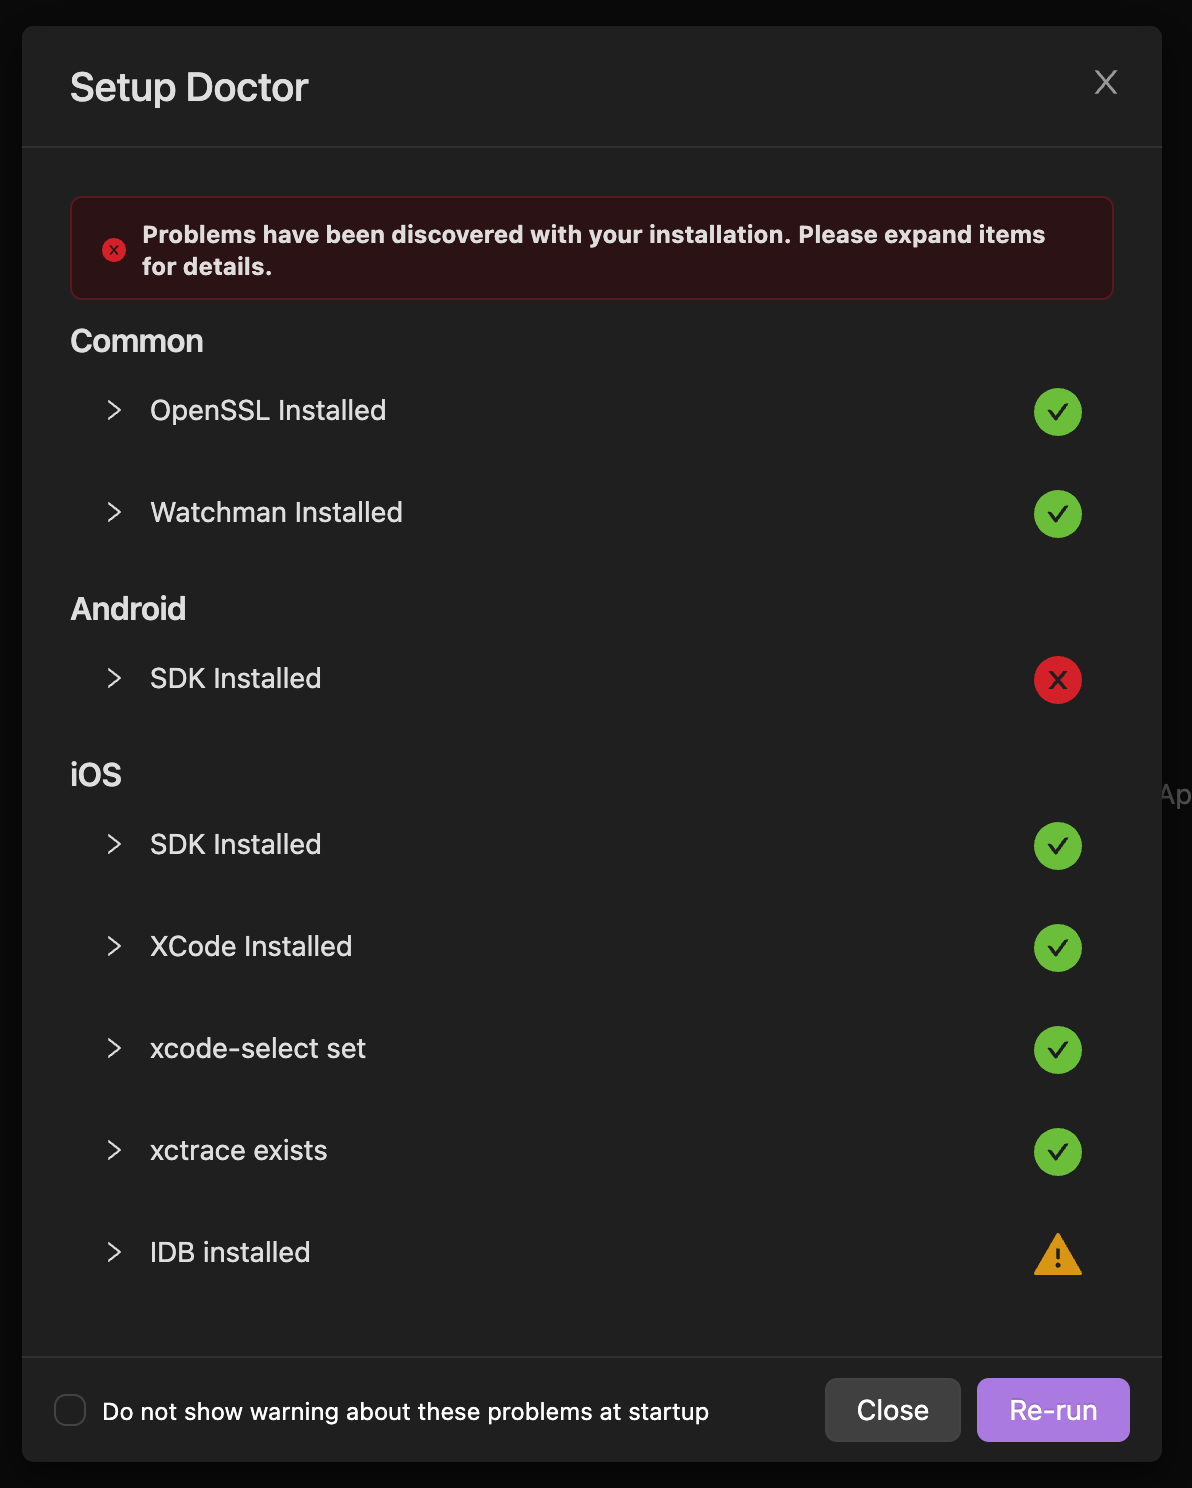 Setup Doctor
Problems have been discovered with your installation. Please expand items
for details.
Common
OpenSSL Installed
Watchman Installed
Android
SDK Installed
iOS
SDK Installed
XCode Installed
xcode-select set
xctrace exists
IDB installed
Ap
Do not show warning about these problems at startup
Close
Re-run